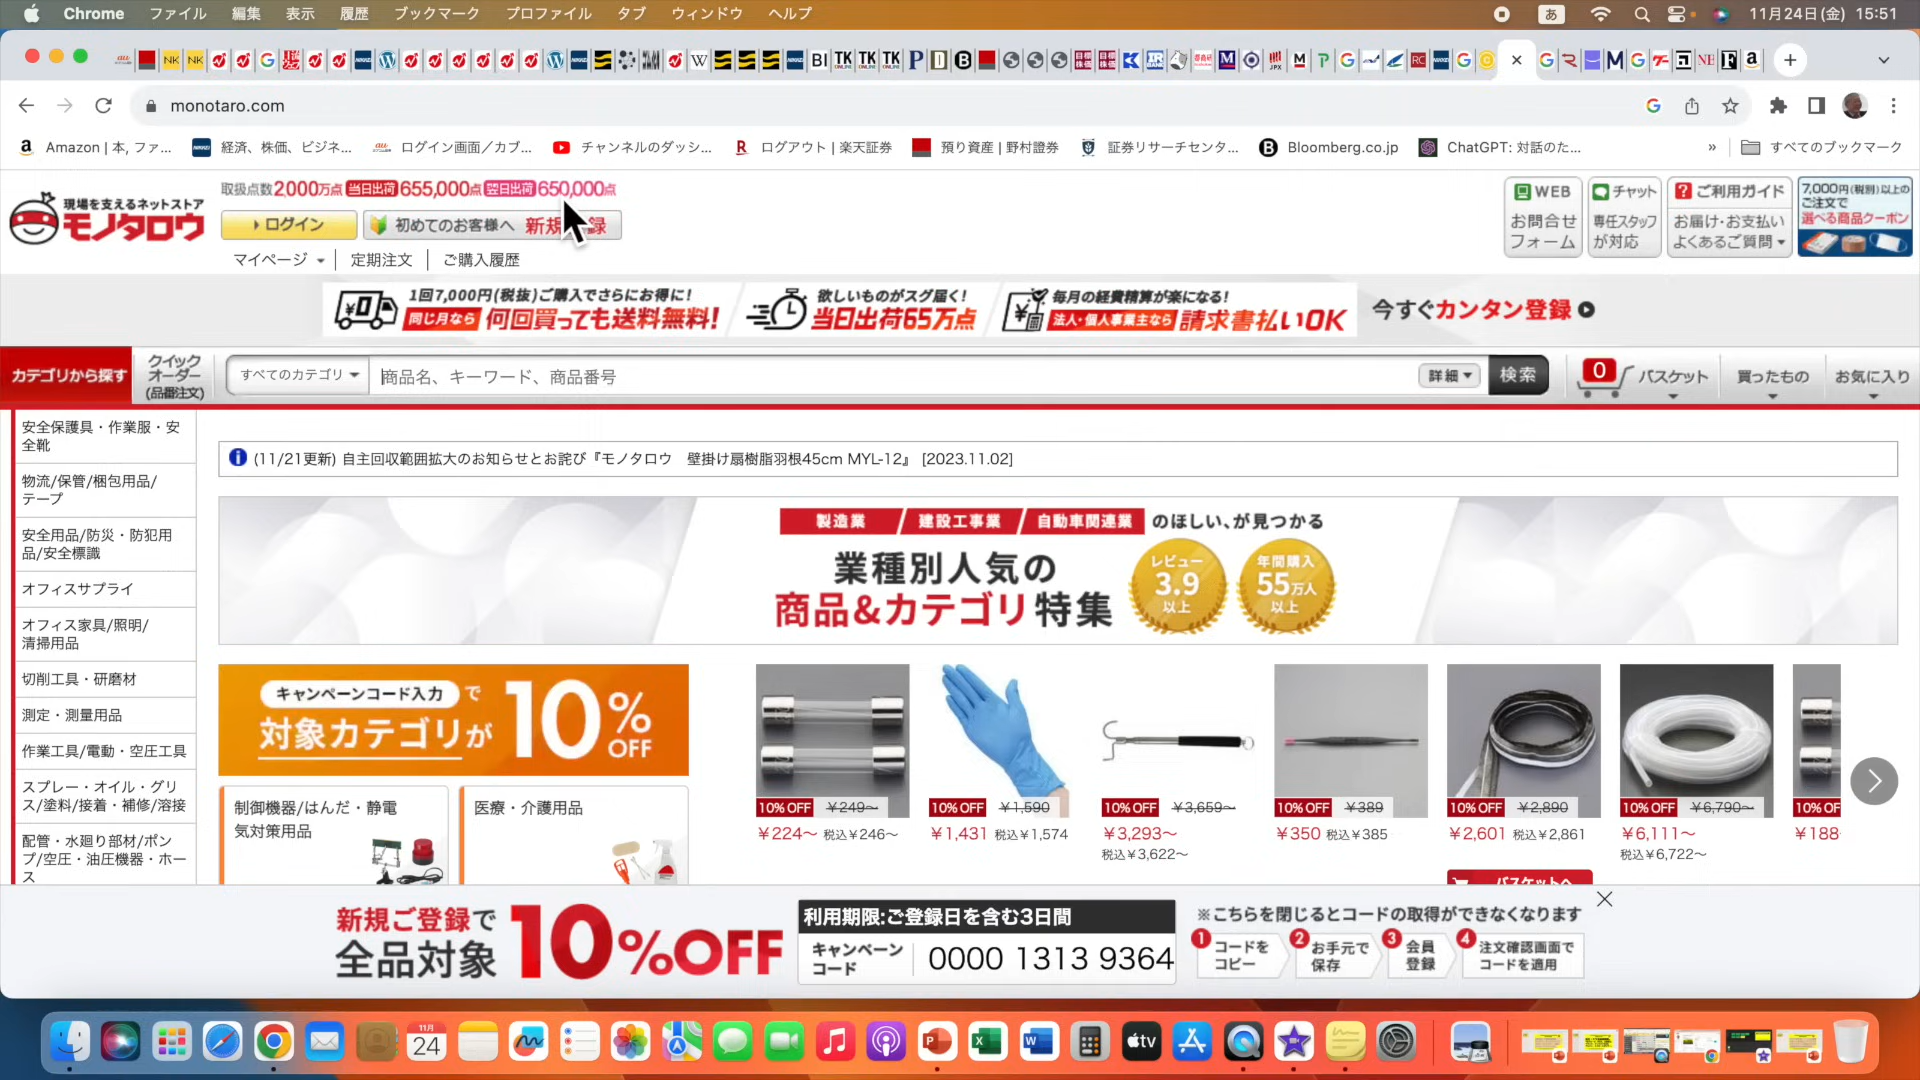 Chrome ファイル 編集 表示 履歴 ブックマーク プロファイル タブ ウィンドウ ヘルプ
あ 11月24日(金) 15:51
monotaro.com
Amazon | 本, ファ... 経済、株価、ビジネ... ログイン画面／カブ... チャンネルのダッシ... ログアウト | 楽天証券 預り資産 | 野村證券 証券リサーチセンタ... Bloomberg.co.jp ChatGPT: 対話のた... » すべてのブックマーク
現場を支えるネットストア
モノタロウ
取扱点数2,000万点 当日出荷 655,000点 翌日出荷 650,000点
ログイン
初めてのお客様へ 新規 録
マイページ
定期注文
ご購入履歴
WEB
お問合せ
フォーム
チャット
専任スタッフ
が対応
ご利用ガイド
お届け・お支払い
よくあるご質問
7,000円(税別)以上の
ご注文で
選べる商品クーポン
1回7,000円(税抜)ご購入でさらにお得に!
同じ月なら 何回買っても送料無料!
欲しいものがスグ届く!
当日出荷65万点
毎月の経費精算が楽になる!
法人・個人事業主なら 請求書払いOK
今すぐカンタン登録
カテゴリから探す
クイック
オーダー
(品番注文)
すべてのカテゴリ
商品名、キーワード、商品番号
詳細
検索
0 バスケット
買ったもの
お気に入り
安全保護具・作業服・安
全靴
物流/保管/梱包用品/
テープ
安全用品/防災・防犯用
品/安全標識
オフィスサプライ
オフィス家具/照明/
清掃用品
切削工具・研磨材
測定・測量用品
作業工具/電動・空圧工具
スプレー・オイル・グリ
ス/塗料/接着・補修/溶接
配管・水廻り部材/ポン
プ/空圧・油圧機器・ホー
ス
(11/21更新) 自主回収範囲拡大のお知らせとお詫び『モノタロウ 壁掛け扇樹脂羽根45cm MYL-12』 [2023.11.02]
製造業 建設工事業 自動車関連業 のほしい、が見つかる
業種別人気の
商品&カテゴリ特集
レビュー
3.9
以上
年間購入
55万人
以上
キャンペーンコード入力 で
対象カテゴリが
10%
OFF
制御機器/はんだ・静電
気対策用品
医療・介護用品
10% OFF ￥249～
￥224～ 税込￥246～
10% OFF ￥1,590
￥1,431 税込￥1,574
10% OFF ￥3,659～
￥3,293～
税込￥3,622～
10% OFF ￥389
￥350 税込￥385
10% OFF ￥2,890
￥2,601 税込￥2,861
バスケットへ
10% OFF ￥6,790～
￥6,111～
税込￥6,722～
10% OF
￥188
新規ご登録で
全品対象
10%OFF
利用期限:ご登録日を含む3日間
キャンペーン
コード
0000 1313 9364
※こちらを閉じるとコードの取得ができなくなります
1 コードを
コピー
2 お手元で
保存
3 会員
登録
4 注文確認画面で
コードを適用
11月
24
tv